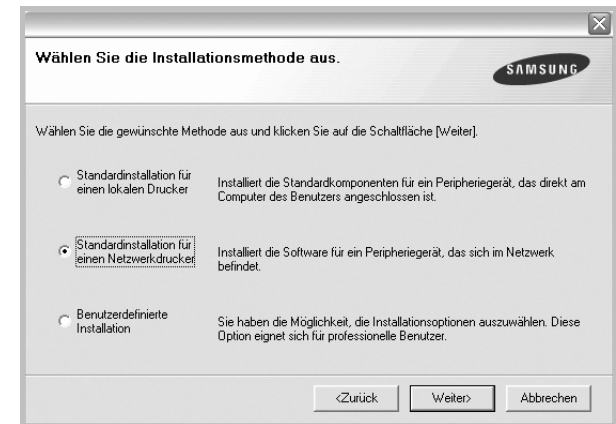 Wählen Sie die Installationsmethode aus.
SAMSUNG
Wählen Sie die gewünschte Methode aus und klicken Sie auf die Schaltfläche [Weiter].
Standardinstallation für
einen lokalen Drucker
Installiert die Standardkomponenten für ein Peripheriegerät, das direkt am
Computer des Benutzers angeschlossen ist.
Standardinstallation für
einen Netzwerkdrucker
Installiert die Software für ein Peripheriegerät, das sich im Netzwerk
befindet.
Benutzerdefinierte
Installation
Sie haben die Möglichkeit, die Installationsoptionen auszuwählen. Diese
Option eignet sich für professionelle Benutzer.
<Zurück
Weiter>
Abbrechen